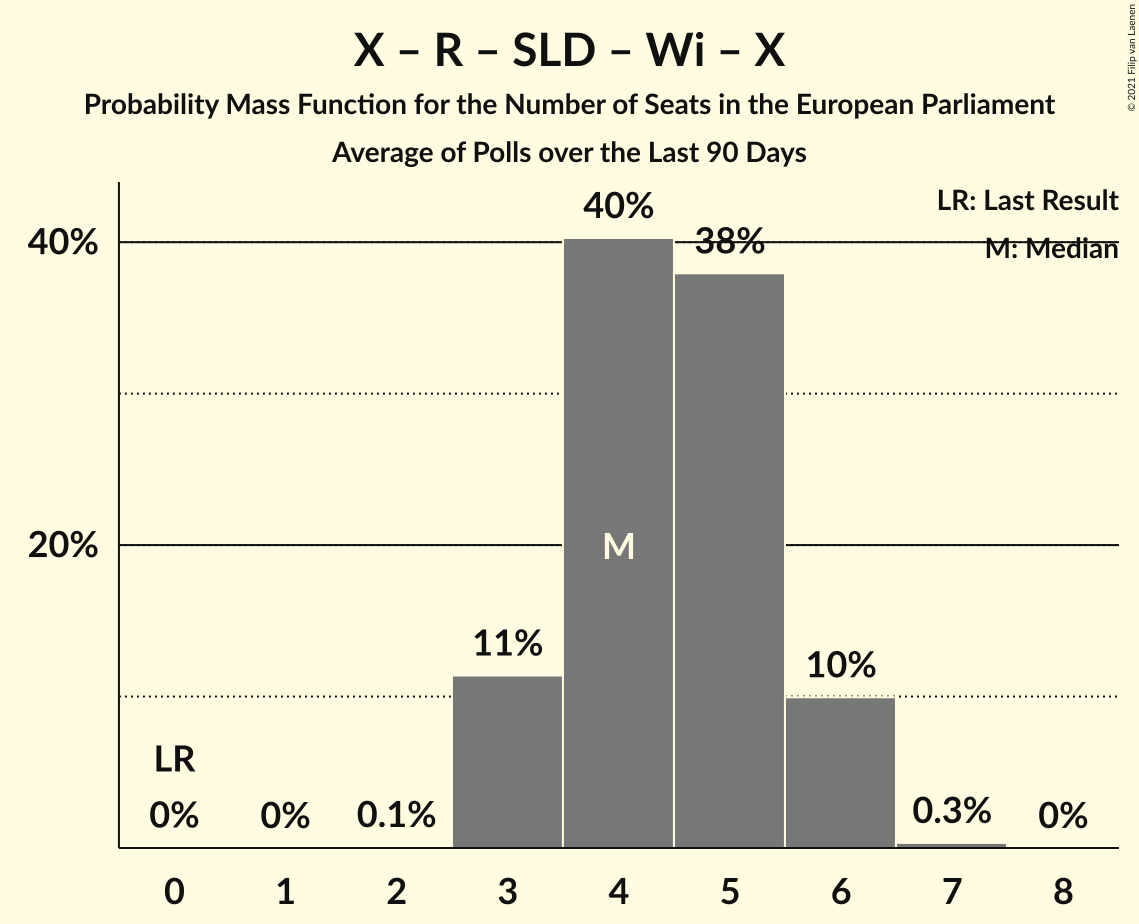 X – R – SLD – Wi – X
Probability Mass Function for the Number of Seats in the European Parliament
Average of Polls over the Last 90 Days
© 2021 Filip van Laenen
LR: Last Result
M: Median
40%
20%
40%
38%
M
11%
10%
LR
0%
0%
0.1%
0.3%
0%
0 1 2 3 4 5 6 7 8